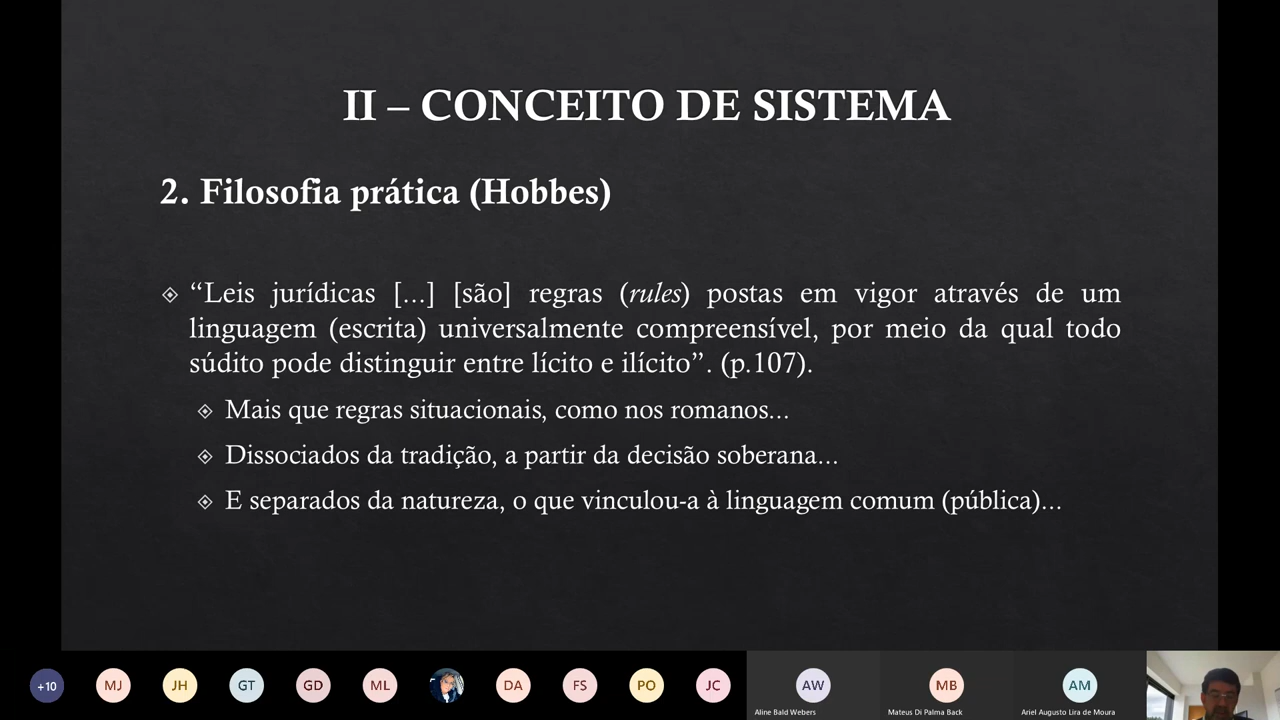 II – CONCEITO DE SISTEMA
2. Filosofia prática (Hobbes)
“Leis jurídicas [...] [são] regras (rules) postas em vigor através de um
linguagem (escrita) universalmente compreensível, por meio da qual todo
súdito pode distinguir entre lícito e ilícito”. (p.107).
Mais que regras situacionais, como nos romanos...
Dissociados da tradição, a partir da decisão soberana...
E separados da natureza, o que vinculou-a à linguagem comum (pública)...
+10 MJ JH GT GD ML DA FS PO JC AW MB AM
Aline Bald Webers Mateus Di Palma Back Ariel Augusto Lira de Moura